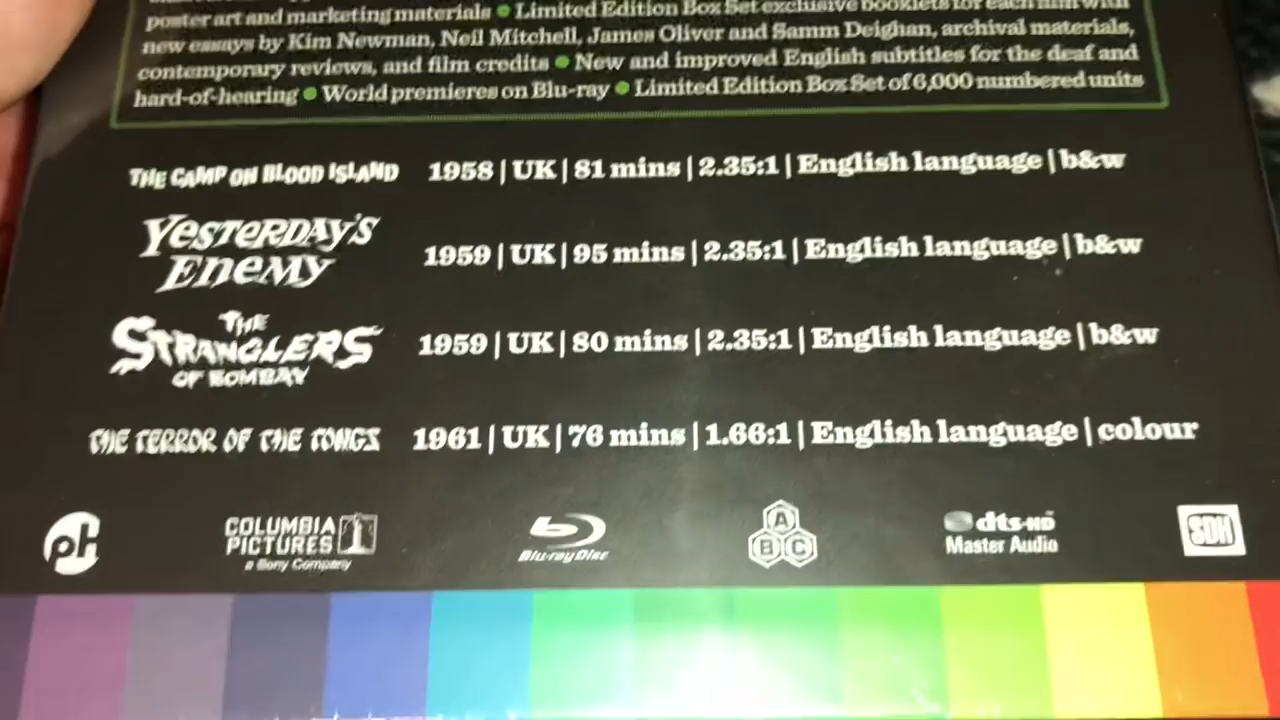 poster art and marketing materials ● Limited Edition Box Set exclusive booklets for each film with
new essays by Kim Newman, Neil Mitchell, James Oliver and Samm Deighan, archival materials,
contemporary reviews, and film credits ● New and improved English subtitles for the deaf and
hard-of-hearing ● World premieres on Blu-ray ● Limited Edition Box Set of 6,000 numbered units
THE CAMP ON BLOOD ISLAND 1958 | UK | 81 mins | 2.35:1 | English language | b&w
YESTERDAY'S
ENEMY
1959 | UK | 95 mins | 2.35:1 | English language | b&w
THE
STRANGLERS
OF BOMBAY
1959 | UK | 80 mins | 2.35:1 | English language | b&w
THE TERROR OF THE TONGS 1961 | UK | 76 mins | 1.66:1 | English language | colour
pH
COLUMBIA
PICTURES
a Sony Company
Blu-ray Disc
A
B C
dts-HD
Master Audio
SDH